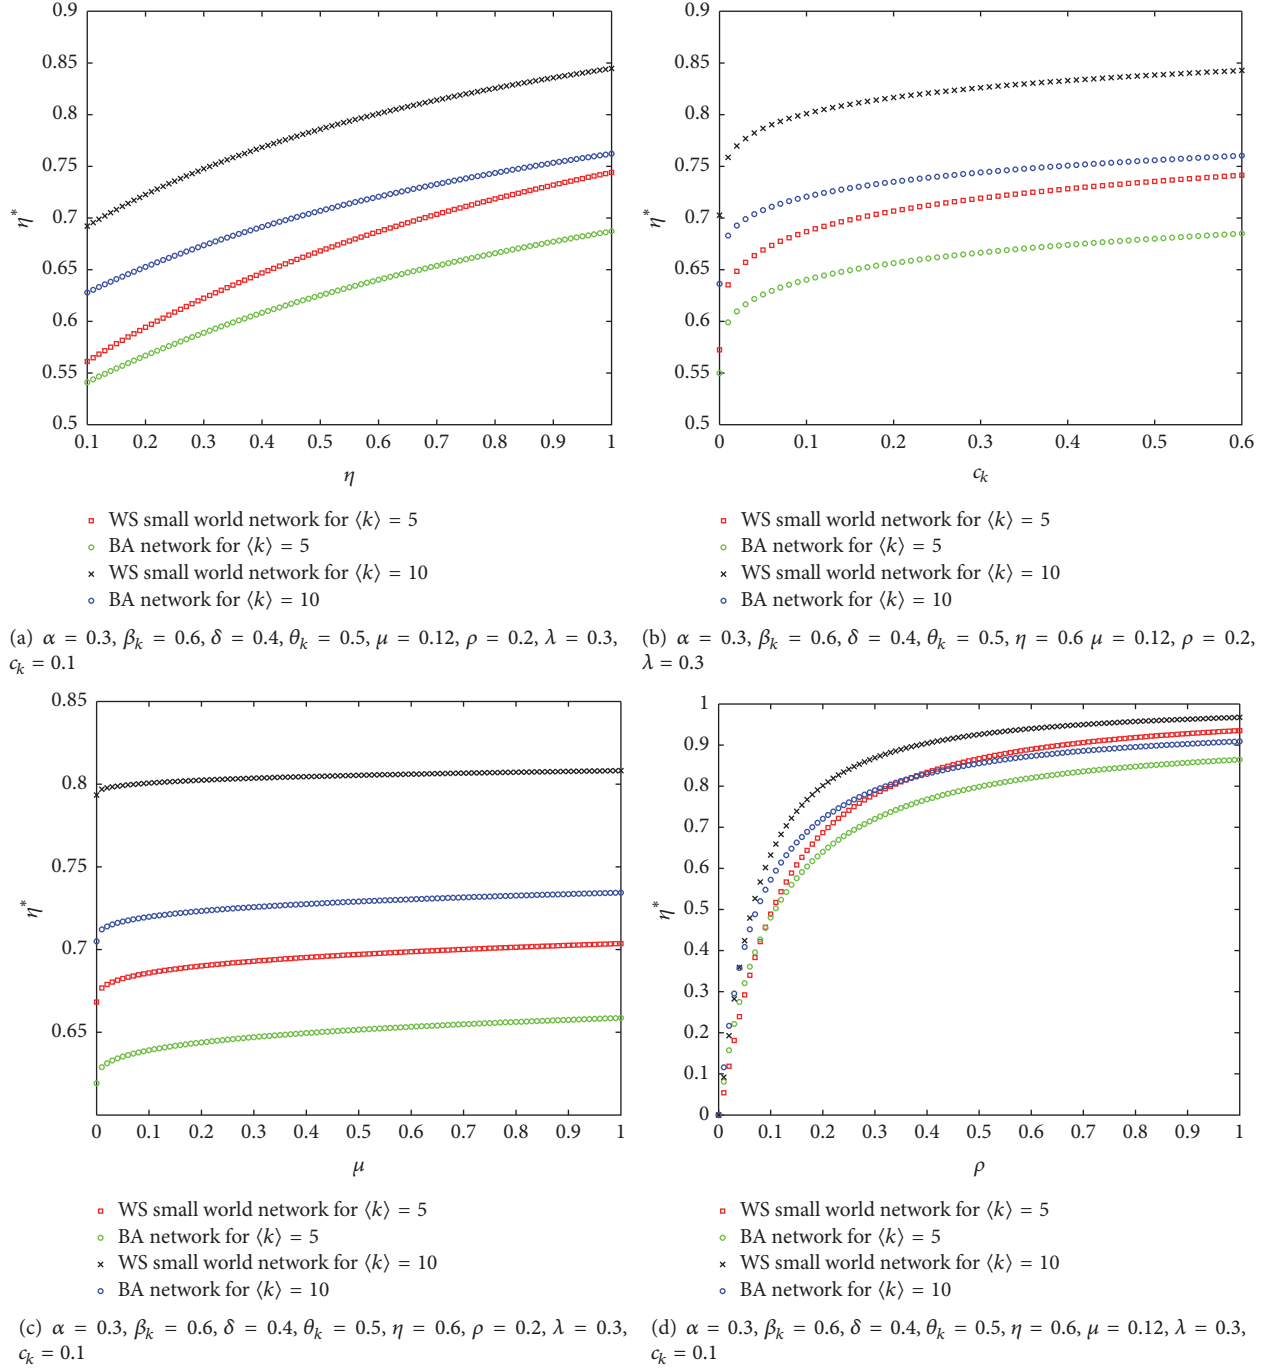 0.9
0.85
0.8
0.75
0.7
0.65
0.6
0.55
0.5
η*
0.1 0.2 0.3 0.4 0.5 0.6 0.7 0.8 0.9 1
η
WS small world network for ⟨k⟩ = 5
BA network for ⟨k⟩ = 5
WS small world network for ⟨k⟩ = 10
BA network for ⟨k⟩ = 10
(a) α = 0.3, βk = 0.6, δ = 0.4, θk = 0.5, μ = 0.12, ρ = 0.2, λ = 0.3,
ck = 0.1
0.9
0.85
0.8
0.75
0.7
0.65
0.6
0.55
0.5
η*
0 0.1 0.2 0.3 0.4 0.5 0.6
ck
WS small world network for ⟨k⟩ = 5
BA network for ⟨k⟩ = 5
WS small world network for ⟨k⟩ = 10
BA network for ⟨k⟩ = 10
(b) α = 0.3, βk = 0.6, δ = 0.4, θk = 0.5, η = 0.6 μ = 0.12, ρ = 0.2,
λ = 0.3
0.85
0.8
0.75
0.7
0.65
η*
0 0.1 0.2 0.3 0.4 0.5 0.6 0.7 0.8 0.9 1
μ
WS small world network for ⟨k⟩ = 5
BA network for ⟨k⟩ = 5
WS small world network for ⟨k⟩ = 10
BA network for ⟨k⟩ = 10
(c) α = 0.3, βk = 0.6, δ = 0.4, θk = 0.5, η = 0.6, ρ = 0.2, λ = 0.3,
ck = 0.1
1
0.9
0.8
0.7
0.6
0.5
0.4
0.3
0.2
0.1
0
η*
0 0.1 0.2 0.3 0.4 0.5 0.6 0.7 0.8 0.9 1
ρ
WS small world network for ⟨k⟩ = 5
BA network for ⟨k⟩ = 5
WS small world network for ⟨k⟩ = 10
BA network for ⟨k⟩ = 10
(d) α = 0.3, βk = 0.6, δ = 0.4, θk = 0.5, η = 0.6, μ = 0.12, λ = 0.3,
ck = 0.1